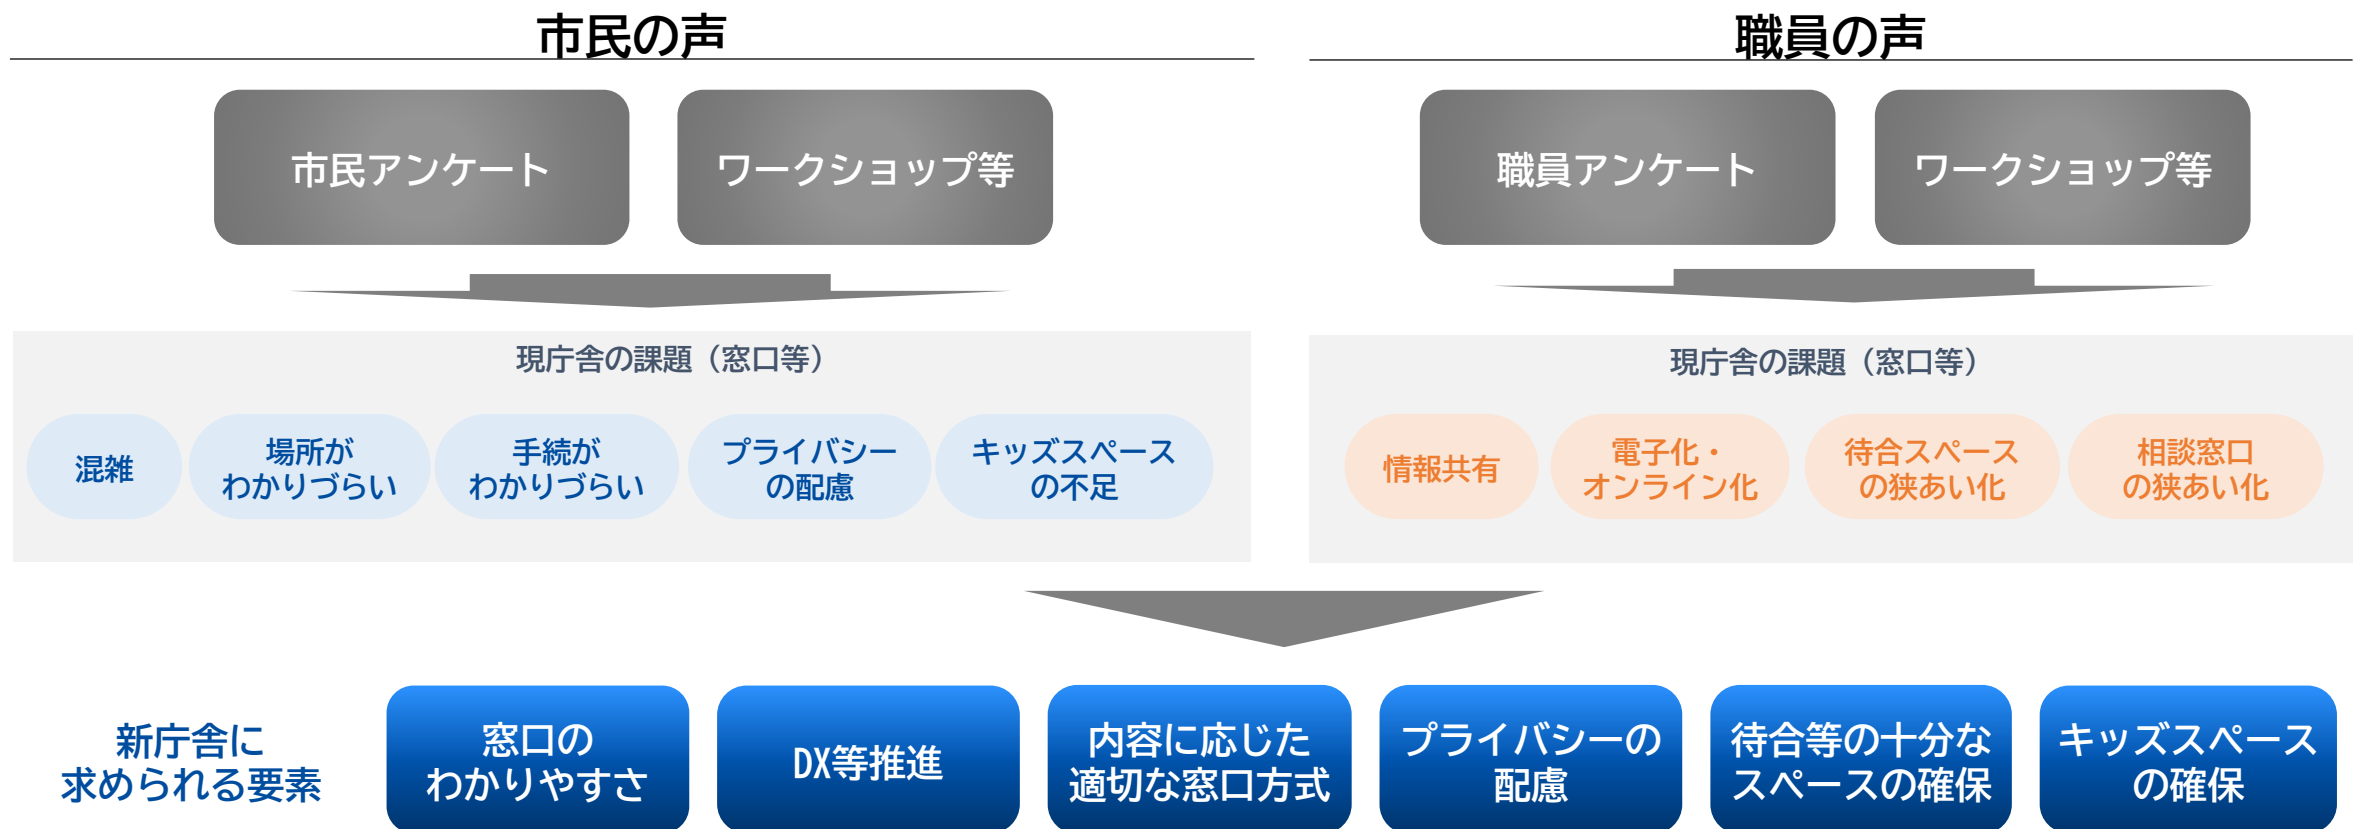 市民の声
市民アンケート
ワークショップ等
現庁舎の課題（窓口等）
混雑
場所が
わかりづらい
手続が
わかりづらい
プライバシー
の配慮
キッズスペース
の不足
職員の声
職員アンケート
ワークショップ等
現庁舎の課題（窓口等）
情報共有
電子化・
オンライン化
待合スペース
の狭あい化
相談窓口
の狭あい化
新庁舎に
求められる要素
窓口の
わかりやすさ
DX等推進
内容に応じた
適切な窓口方式
プライバシーの
配慮
待合等の十分な
スペースの確保
キッズスペース
の確保